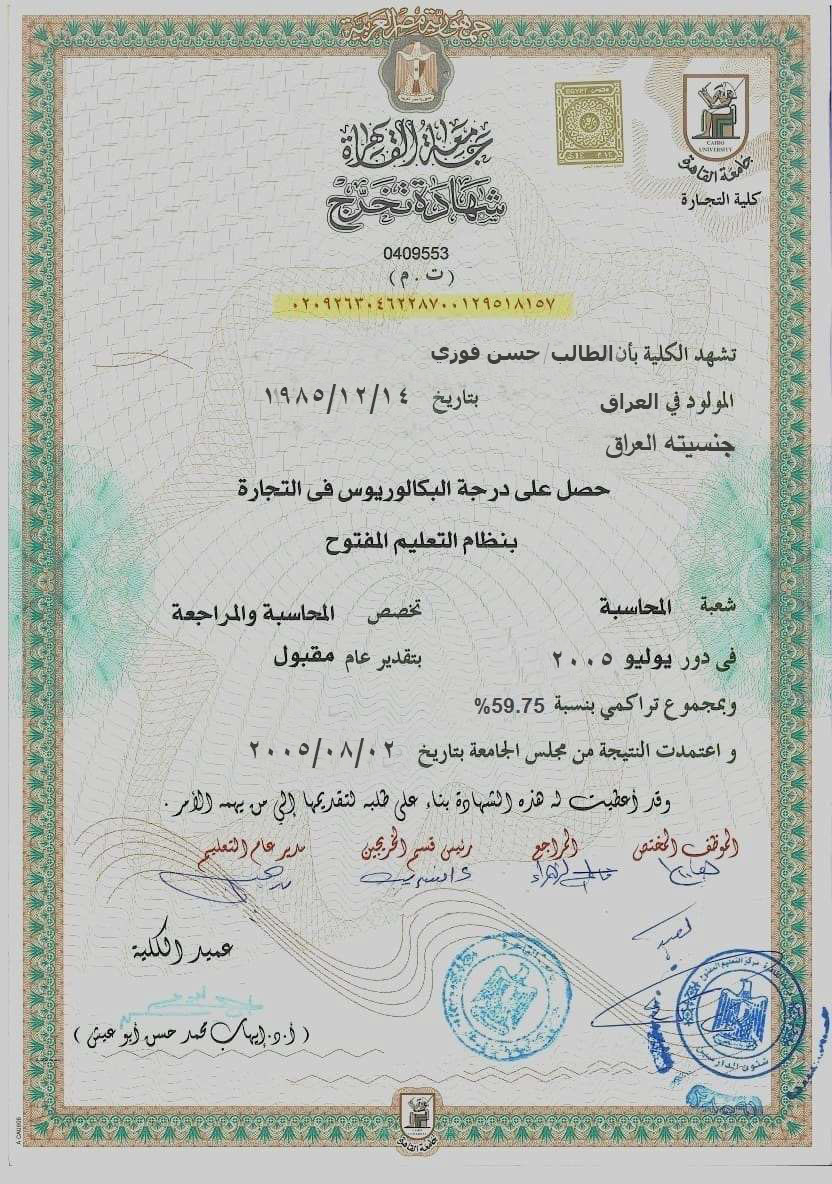 جمهورية مصر العربية
جامعة القاهرة
شهادة تخرج
EGYPT مصر
CAIRO UNIVERSITY
جامعة القاهرة
كلية التجارة
0409553
(ت . م)
٠٢٠٩٢٦٣٠٤٦٢٢٨٧٠٠١٢٩٥١٨١٥٧
تشهد الكلية بأن الطالب/ حسن فوري
المولود في العراق بتاريخ ١٩٨٥/١٢/١٤
جنسيته العراق
حصل على درجة البكالوريوس فى التجارة
بنظام التعليم المفتوح
شعبة المحاسبة تخصص المحاسبة والمراجعة
فى دور يوليو ٢٠٠٥ بتقدير عام مقبول
وبمجموع تراكمي بنسبة 59.75%
و اعتمدت النتيجة من مجلس الجامعة بتاريخ ٢٠٠٥/٠٨/٠٢
وقد أعطيت له هذه الشهادة بناء على طلبه لتقديمها إلي من يهمه الأمر .
الموظف المختص المراجع رئيس قسم الخريجين مدير عام التعليم
عميد الكلية
(أ.د.إيهاب محمد حسن أبو عيش)
جامعة القاهرة